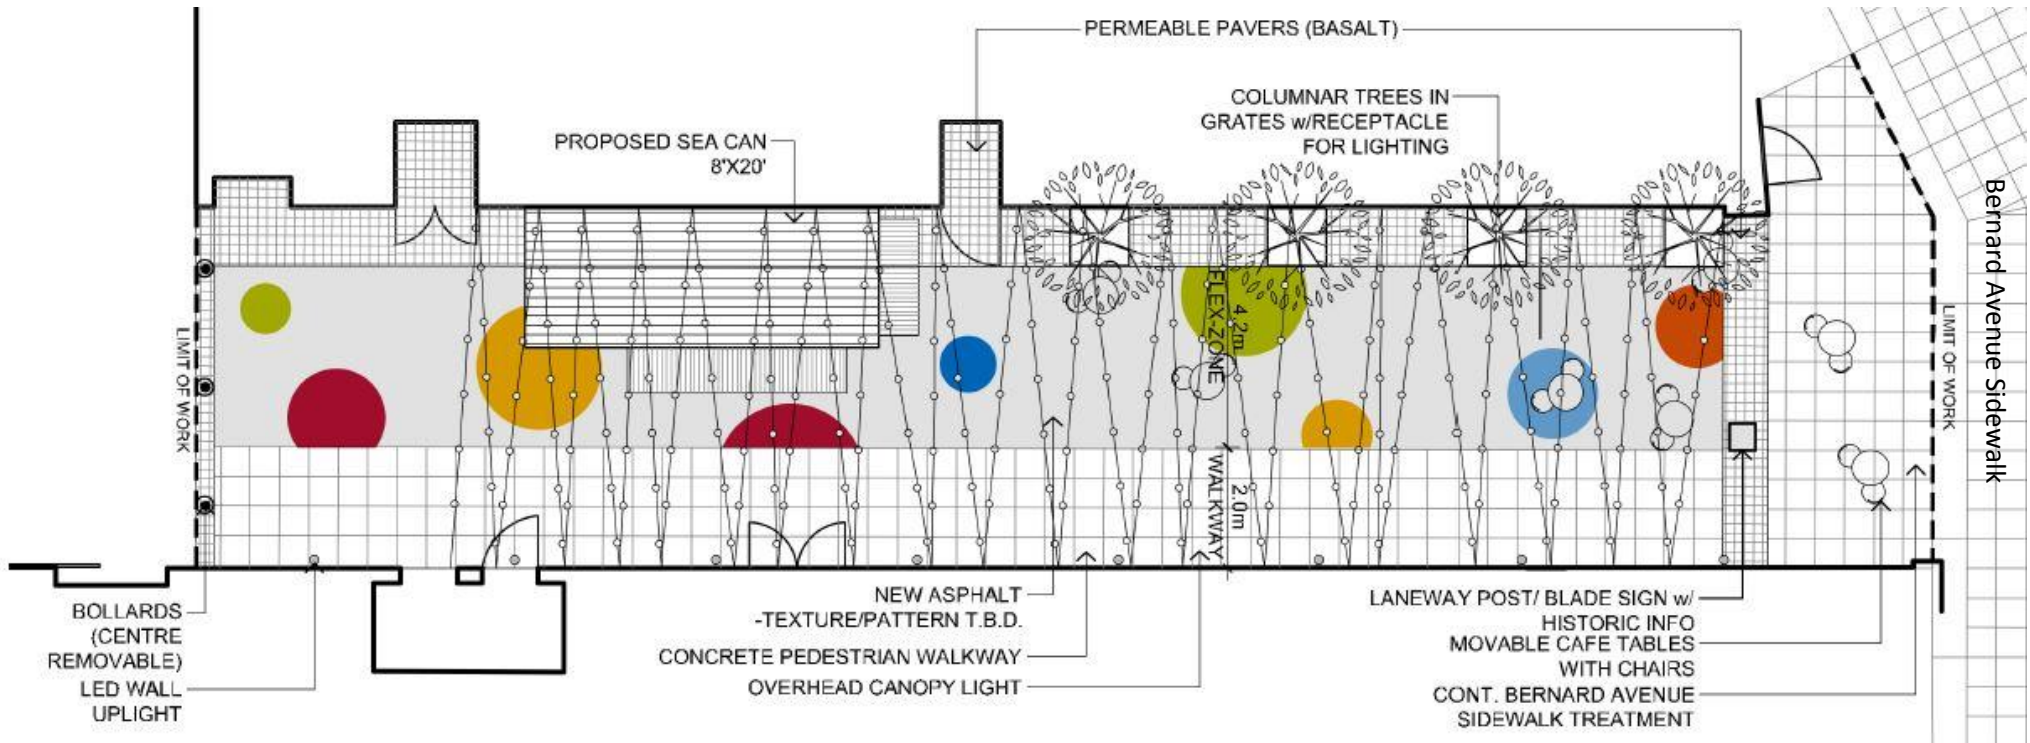 PERMEABLE PAVERS (BASALT)
COLUMNAR TREES IN
GRATES w/RECEPTACLE
FOR LIGHTING
PROPOSED SEA CAN
8'X20'
Bernard Avenue Sidewalk
LIMIT OF WORK
LIMIT OF WORK
FLEX-ZONE
4.2m
WALKWAY
2.0m
BOLLARDS
(CENTRE
REMOVABLE)
LED WALL
UPLIGHT
NEW ASPHALT
-TEXTURE/PATTERN T.B.D.
CONCRETE PEDESTRIAN WALKWAY
OVERHEAD CANOPY LIGHT
LANEWAY POST/ BLADE SIGN w/
HISTORIC INFO
MOVABLE CAFE TABLES
WITH CHAIRS
CONT. BERNARD AVENUE
SIDEWALK TREATMENT